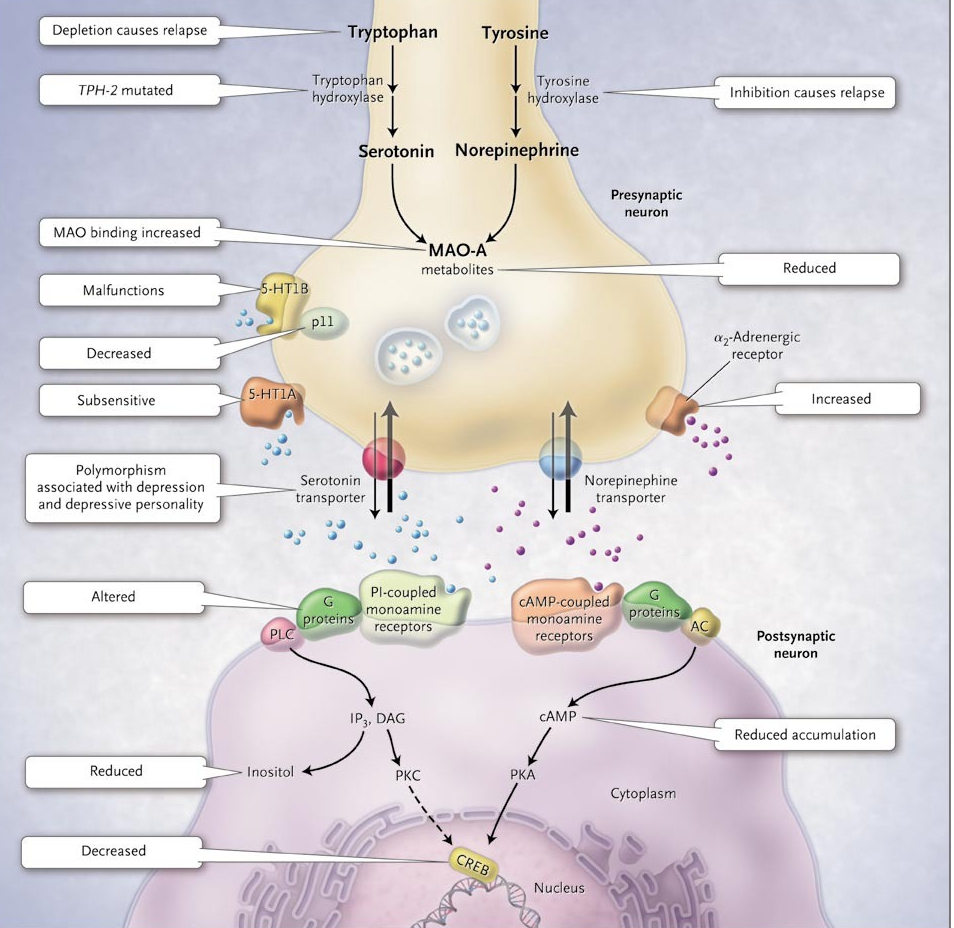 Depletion causes relapse
Tryptophan
Tyrosine
TPH-2 mutated
Tryptophan
hydroxylase
Tyrosine
hydroxylase
Inhibition causes relapse
Serotonin
Norepinephrine
Presynaptic
neuron
MAO binding increased
MAO-A
metabolites
Reduced
Malfunctions
5-HT1B
p11
Decreased
α2-Adrenergic
receptor
Subsensitive
5-HT1A
Increased
Polymorphism
associated with depression
and depressive personality
Serotonin
transporter
Norepinephine
transporter
Altered
G
proteins
PLC
PI-coupled
monoamine
receptors
cAMP-coupled
monoamine
receptors
G
proteins
AC
Postsynaptic
neuron
IP3, DAG
cAMP
Reduced accumulation
Reduced
Inositol
PKC
PKA
Cytoplasm
Decreased
CREB
Nucleus